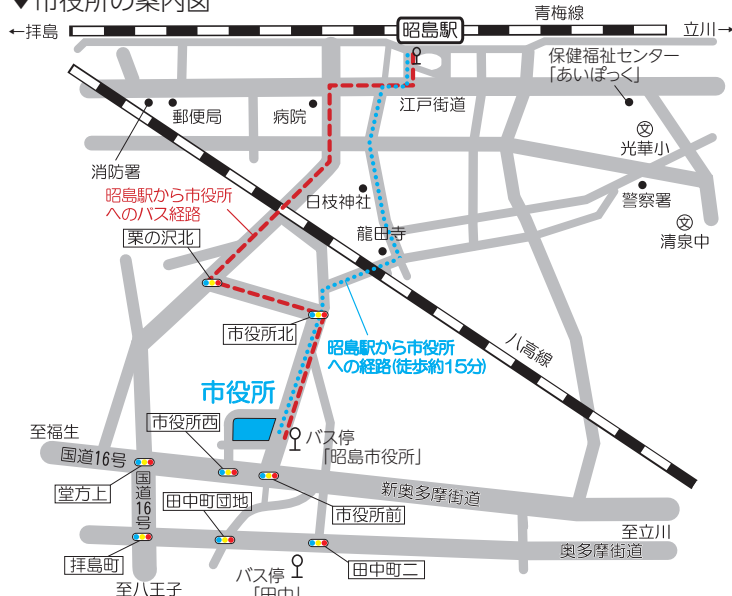 ▼市役所の案内図
←拝島
昭島駅
青梅線
立川→
保健福祉センター
「あいぽっく」
江戸街道
郵便局
病院
光華小
消防署
昭島駅から市役所
へのバス経路
日枝神社
警察署
清泉中
栗の沢北
龍田寺
市役所北
昭島駅から市役所
への経路(徒歩約15分)
八高線
市役所
市役所西
バス停
「昭島市役所」
至福生
国道16号
堂方上
国道16号
田中町団地
市役所前
新奥多摩街道
至立川
奥多摩街道
拝島町
田中町二
至八王子
バス停
「田中」
文
文